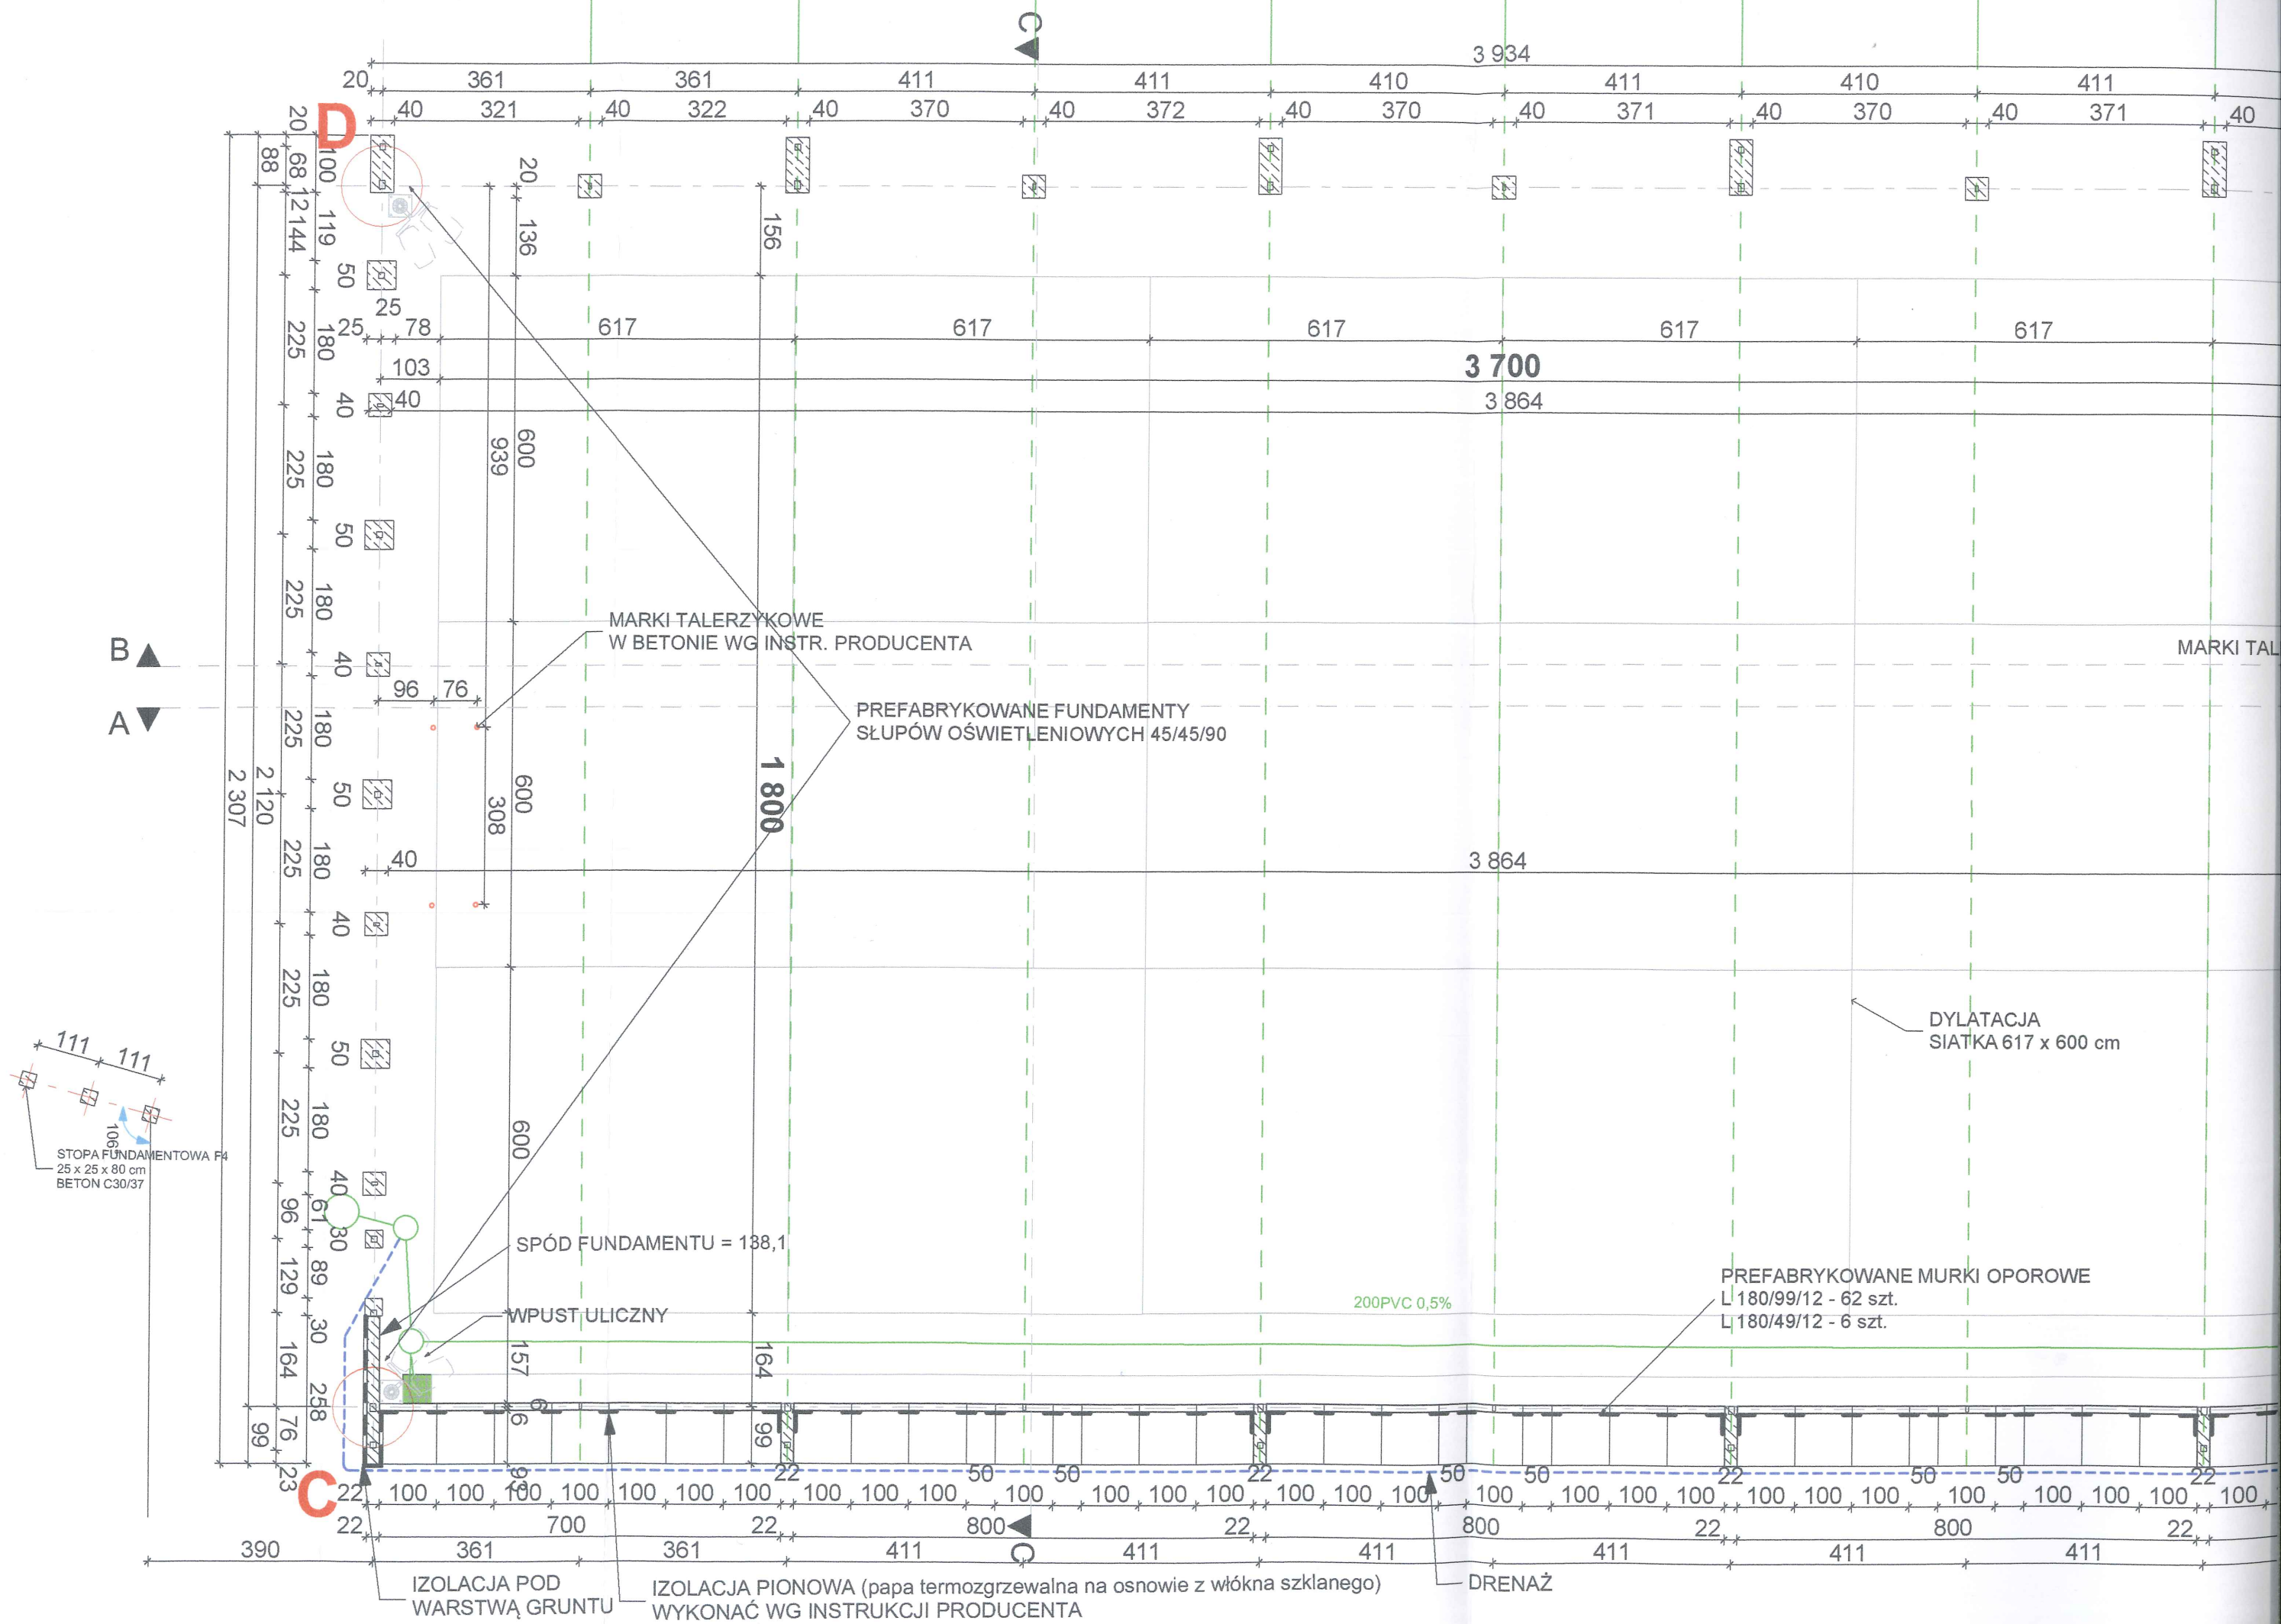 C
3 934
20 361 361 411 411 410 411 410 411
40 321 40 322 40 370 40 372 40 370 40 371 40 370 40 371 40
D
20 68 12 144 225 225 225 225 225 225 225 96 129 164 76 23
88 2 120 99
2 307
100 119 180 180 180 180 180 180 180 61 89 30 258
50 40 50 40 50 40 50 40 30
20 136 600 600 600 157 6 6 93
939 308
156 1 800 164 99
25
25 78 617 617 617 617 617
103 3 700
40 3 864
MARKI TALERZYKOWE
W BETONIE WG INSTR. PRODUCENTA
MARKI TAL
B
A
96 76
PREFABRYKOWANE FUNDAMENTY
SŁUPÓW OŚWIETLENIOWYCH 45/45/90
40 3 864
DYLATACJA
SIATKA 617 x 600 cm
111 111
106°
STOPA FUNDAMENTOWA F4
25 x 25 x 80 cm
BETON C30/37
SPÓD FUNDAMENTU = 138,1
WPUST ULICZNY
200PVC 0,5%
PREFABRYKOWANE MURKI OPOROWE
L 180/99/12 - 62 szt.
L 180/49/12 - 6 szt.
C
22 50 50 22 50 50 22 50 50 22
22 100 100 100 100 100 100 100 100 100 100 100 100 100 100 100 100 100 100 100 100 100 100 100 100 100 100 100 100 100 100 100 100
22 700 22 800 22 800 22 800 22
390 361 361 411 C 411 411 411 411 411
IZOLACJA POD
WARSTWĄ GRUNTU
IZOLACJA PIONOWA (papa termozgrzewalna na osnowie z włókna szklanego)
WYKONAĆ WG INSTRUKCJI PRODUCENTA
DRENAŻ